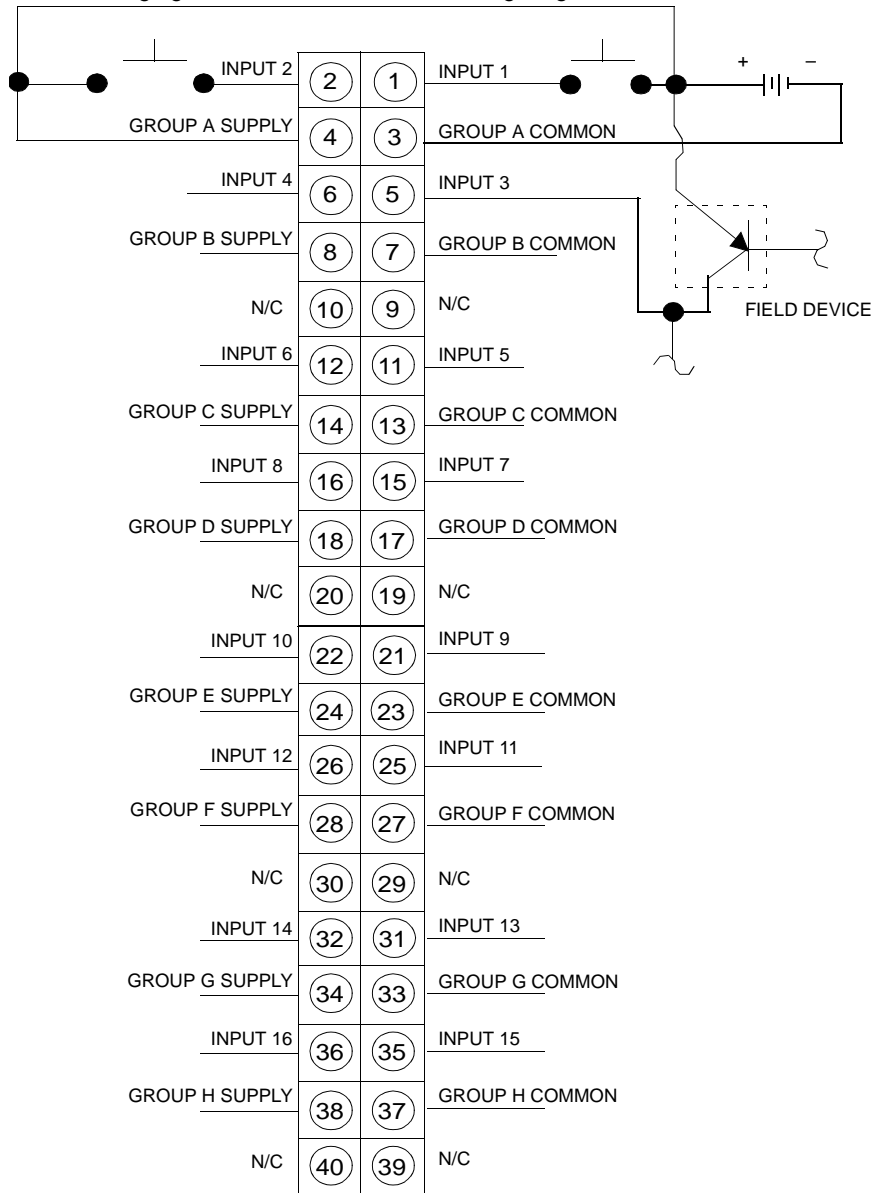 + –
INPUT 2 2 1 INPUT 1
GROUP A SUPPLY 4 3 GROUP A COMMON
INPUT 4 6 5 INPUT 3
GROUP B SUPPLY 8 7 GROUP B COMMON
N/C 10 9 N/C
FIELD DEVICE
INPUT 6 12 11 INPUT 5
GROUP C SUPPLY 14 13 GROUP C COMMON
INPUT 8 16 15 INPUT 7
GROUP D SUPPLY 18 17 GROUP D COMMON
N/C 20 19 N/C
INPUT 10 22 21 INPUT 9
GROUP E SUPPLY 24 23 GROUP E COMMON
INPUT 12 26 25 INPUT 11
GROUP F SUPPLY 28 27 GROUP F COMMON
N/C 30 29 N/C
INPUT 14 32 31 INPUT 13
GROUP G SUPPLY 34 33 GROUP G COMMON
INPUT 16 36 35 INPUT 15
GROUP H SUPPLY 38 37 GROUP H COMMON
N/C 40 39 N/C